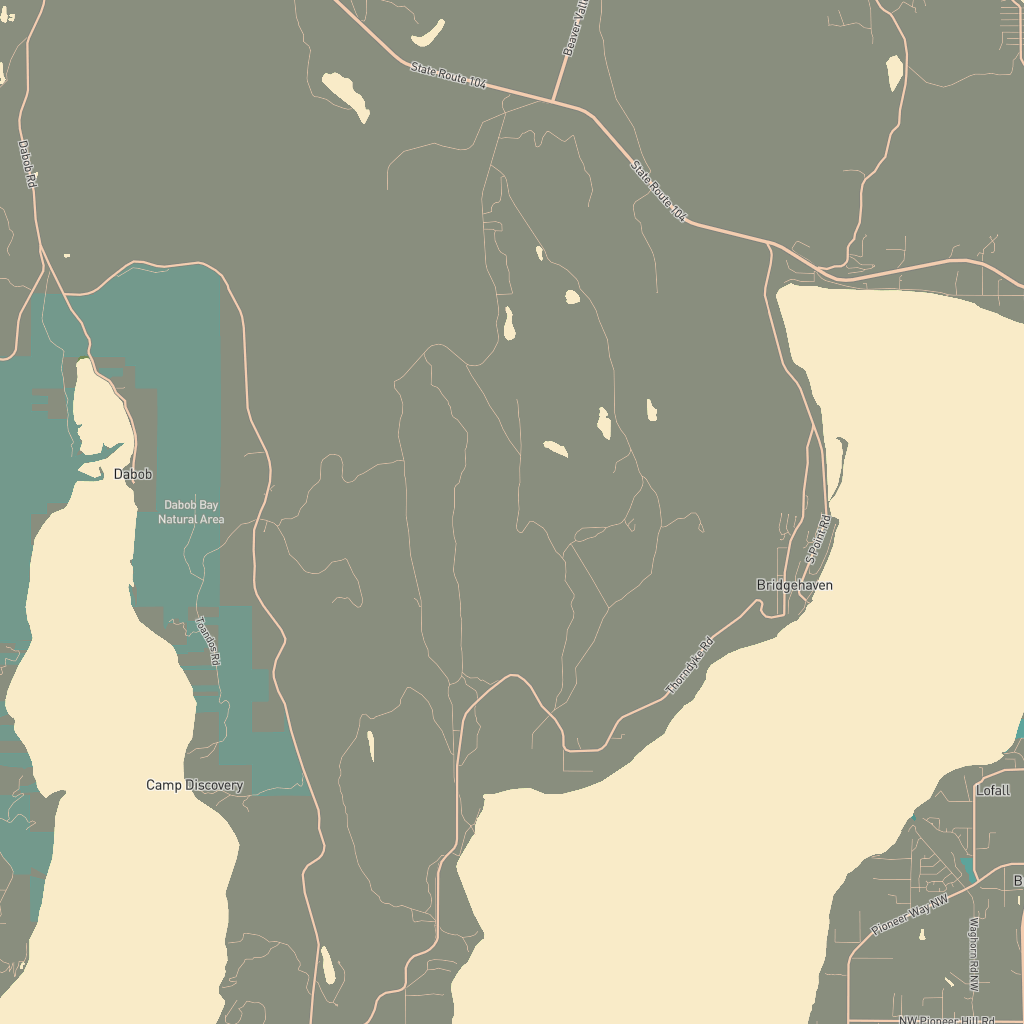 Beaver Vall
State Route 104
Dabob Rd
State Route 104
Dabob
Dabob Bay
Natural Area
S Point Rd
Bridgehaven
Toandos Rd
Thorndyke Rd
Camp Discovery
Lofall
B
Pioneer Way NW
Waghorn Rd NW
NW Pioneer Hill Rd